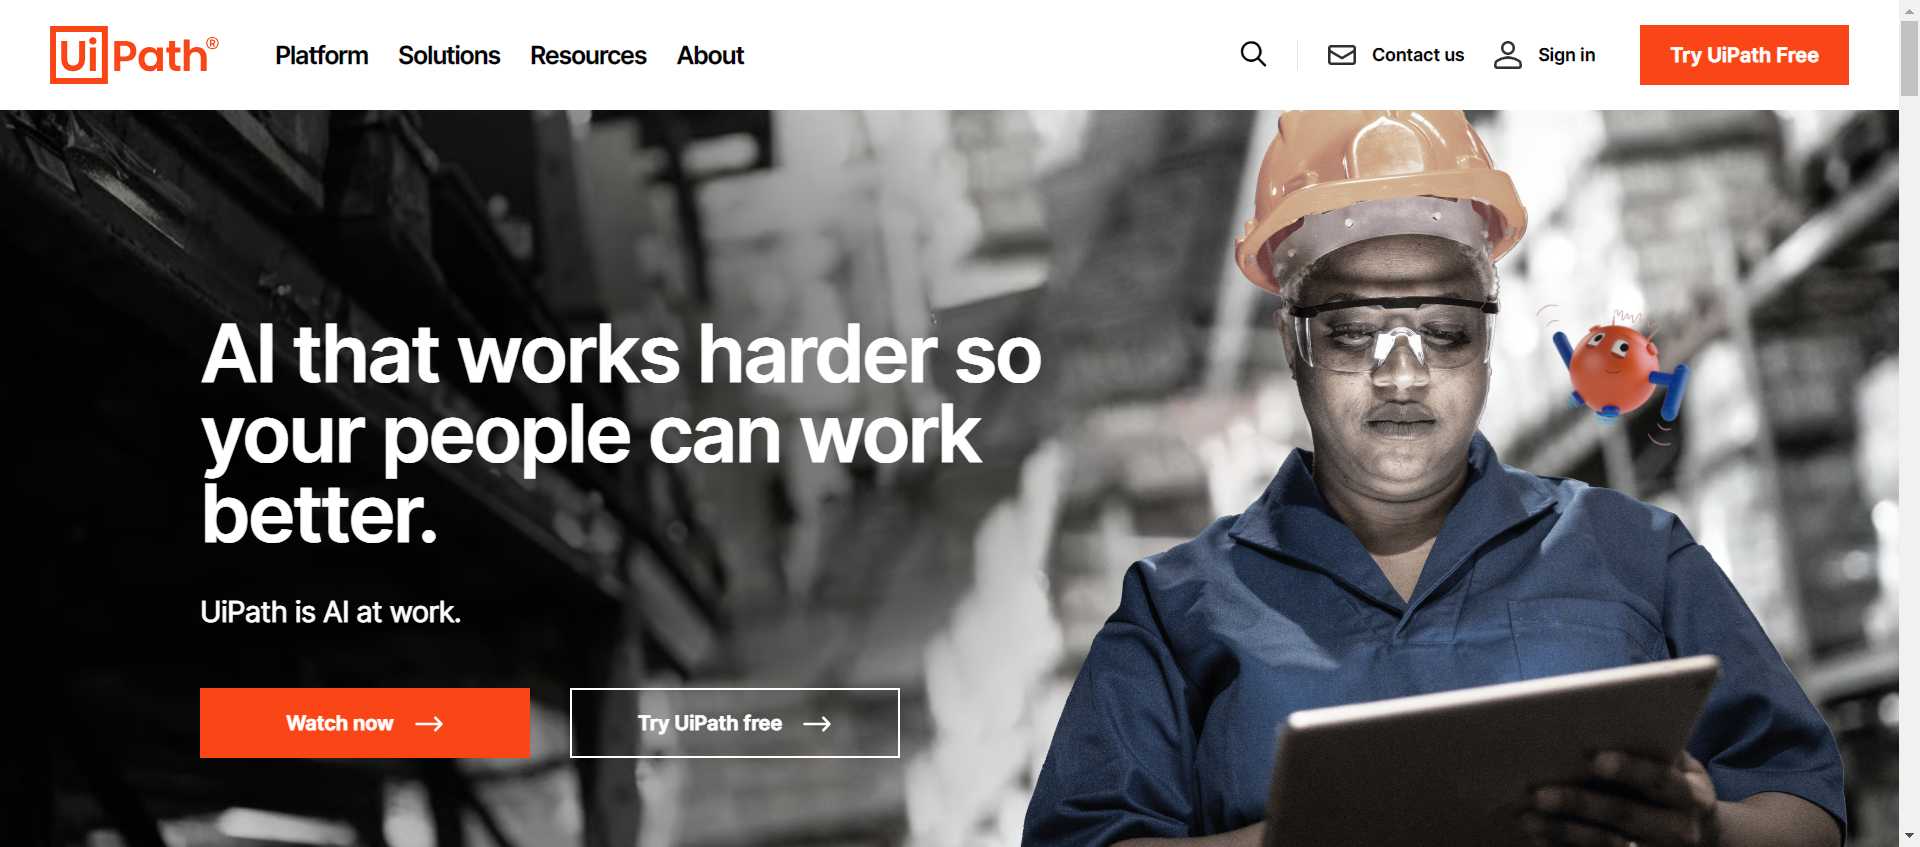 UiPath®
Platform
Solutions
Resources
About
Contact us
Sign in
Try UiPath Free
AI that works harder so
your people can work
better.
UiPath is AI at work.
Watch now
Try UiPath free